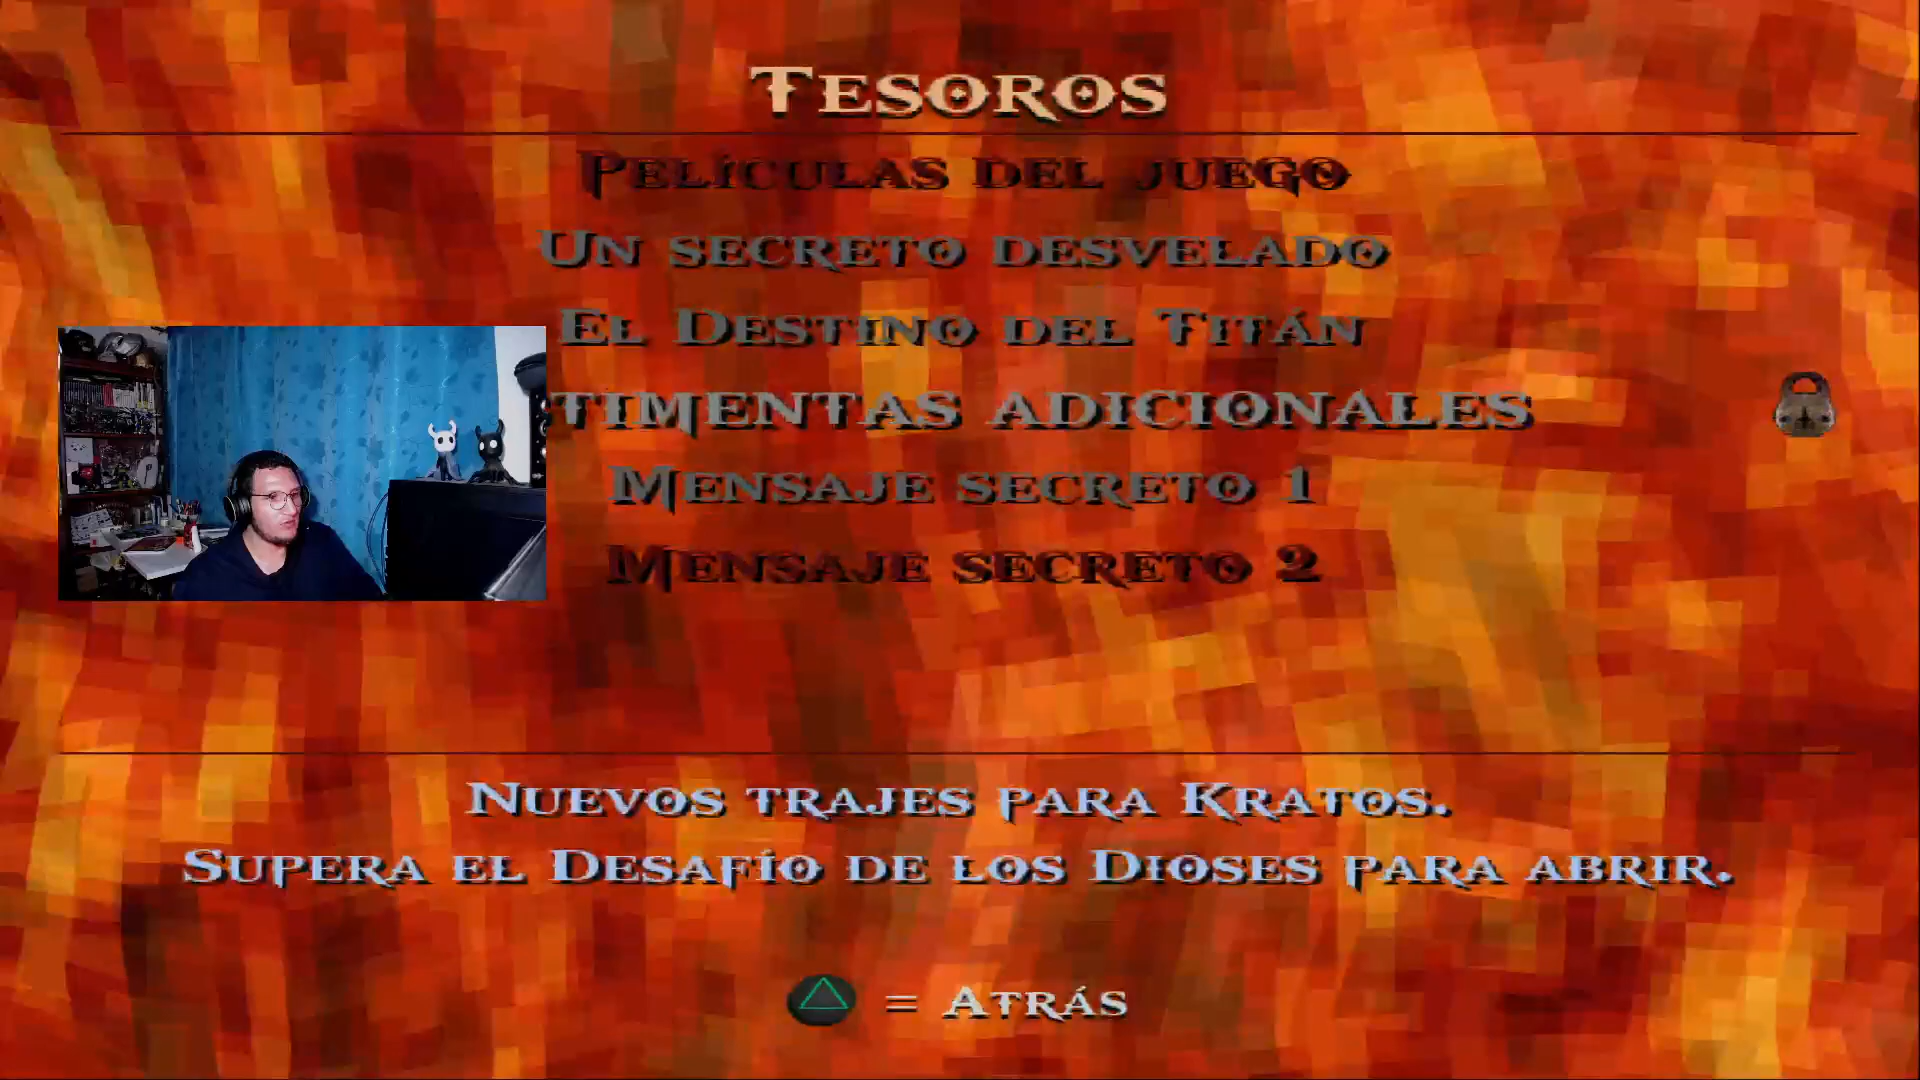 Tesoros
Películas del juego
Un secreto desvelado
El Destino del Titán
adicionales
Mensaje secreto 1
Mensaje secreto 2
Nuevos trajes para Kratos.
Supera el Desafío de los Dioses para abrir.
= Atrás